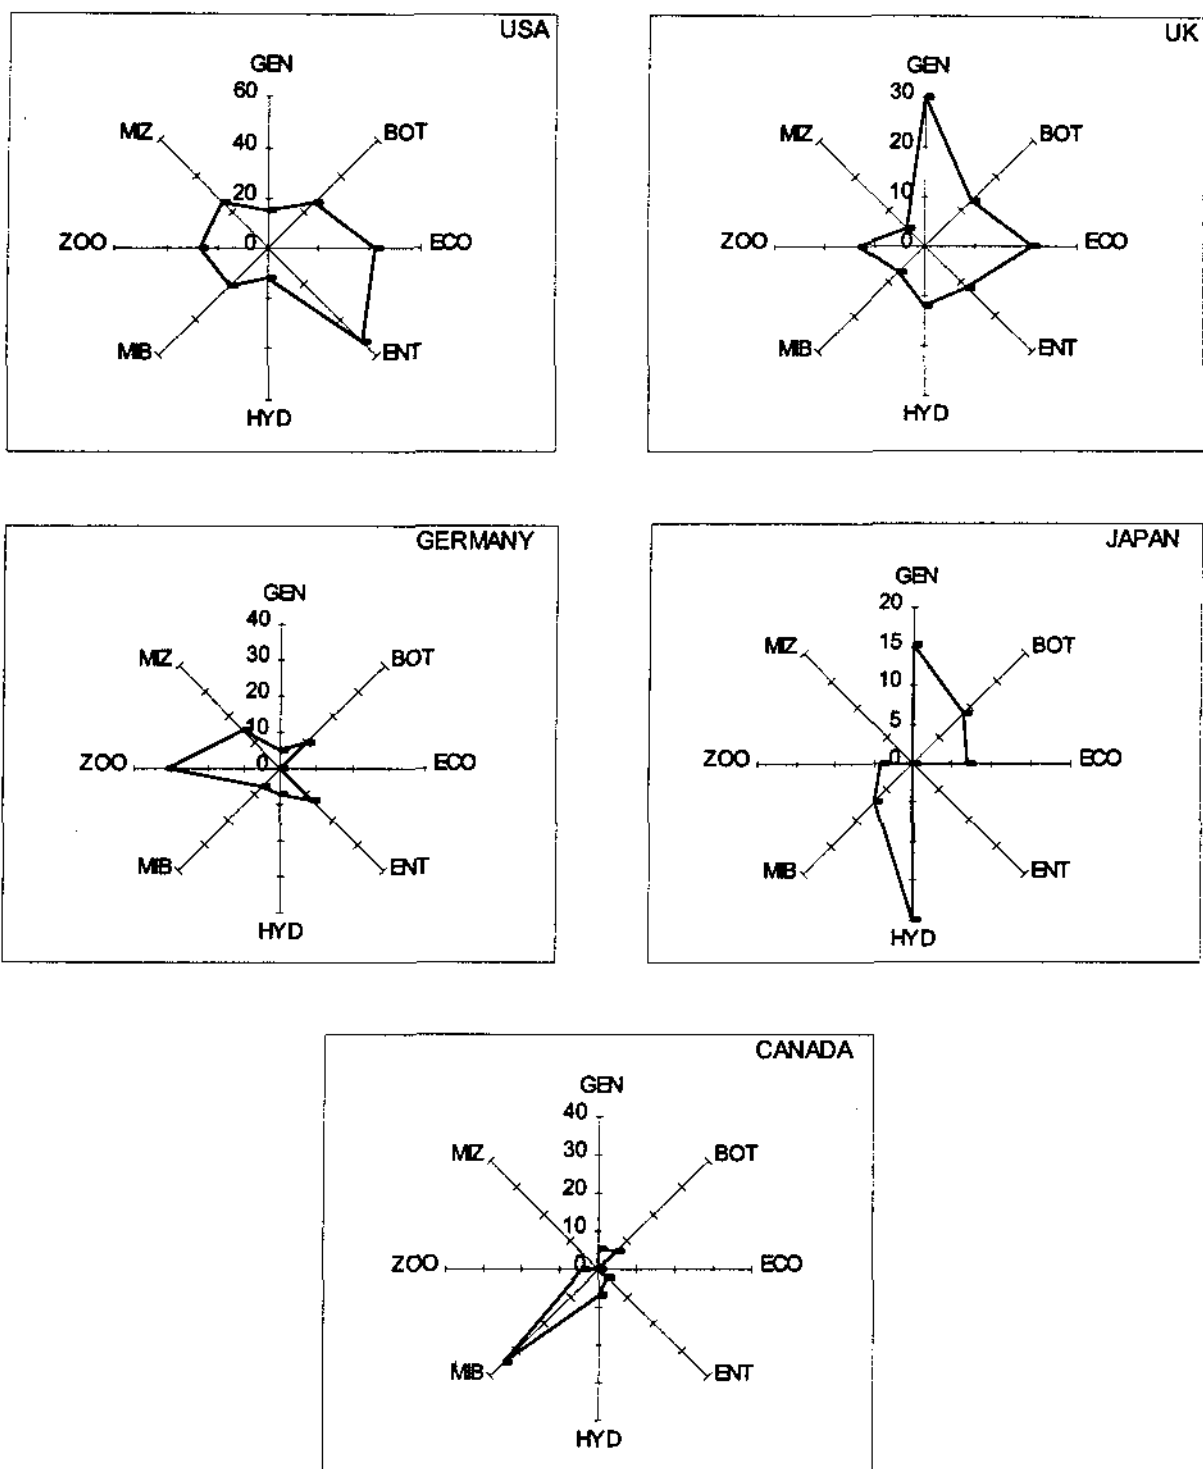 USA
GEN
60
MIZ
BOT
40
20
ZOO
0
ECO
MIB
ENT
HYD
UK
GEN
30
MIZ
BOT
20
10
ZOO
0
ECO
MIB
ENT
HYD
GERMANY
GEN
40
MIZ
BOT
30
20
10
ZOO
0
ECO
MIB
ENT
HYD
JAPAN
GEN
20
MIZ
BOT
15
10
5
ZOO
0
ECO
MIB
ENT
HYD
CANADA
GEN
40
MIZ
BOT
30
20
10
ZOO
0
ECO
MIB
ENT
HYD